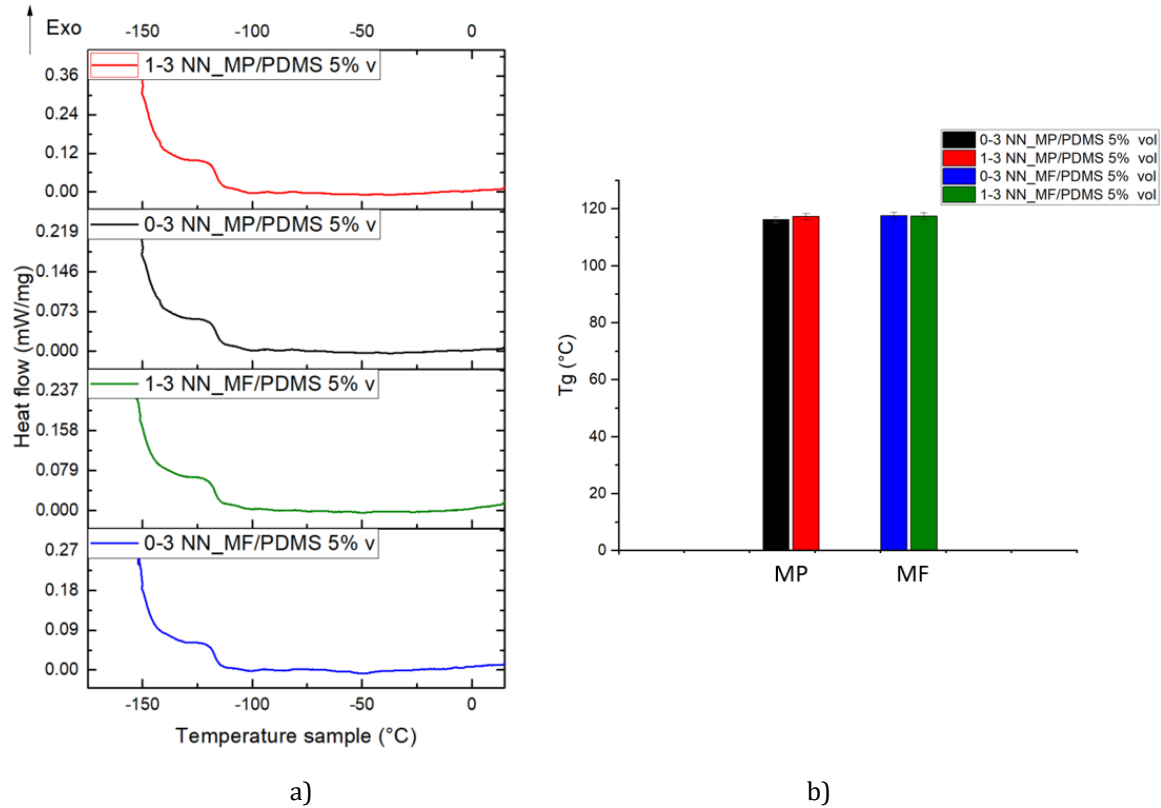 Exo
-150 -100 -50 0
1-3 NN_MP/PDMS 5% v
0.36
0.24
0.12
0.00
0-3 NN_MP/PDMS 5% v
0.219
0.146
0.073
0.000
1-3 NN_MF/PDMS 5% v
0.237
0.158
0.079
0.000
0-3 NN_MF/PDMS 5% v
0.27
0.18
0.09
0.00
Heat flow (mW/mg)
-150 -100 -50 0
Temperature sample (°C)
a)
0-3 NN_MP/PDMS 5% vol
1-3 NN_MP/PDMS 5% vol
0-3 NN_MF/PDMS 5% vol
1-3 NN_MF/PDMS 5% vol
120
100
80
60
40
20
0
Tg (°C)
MP MF
b)